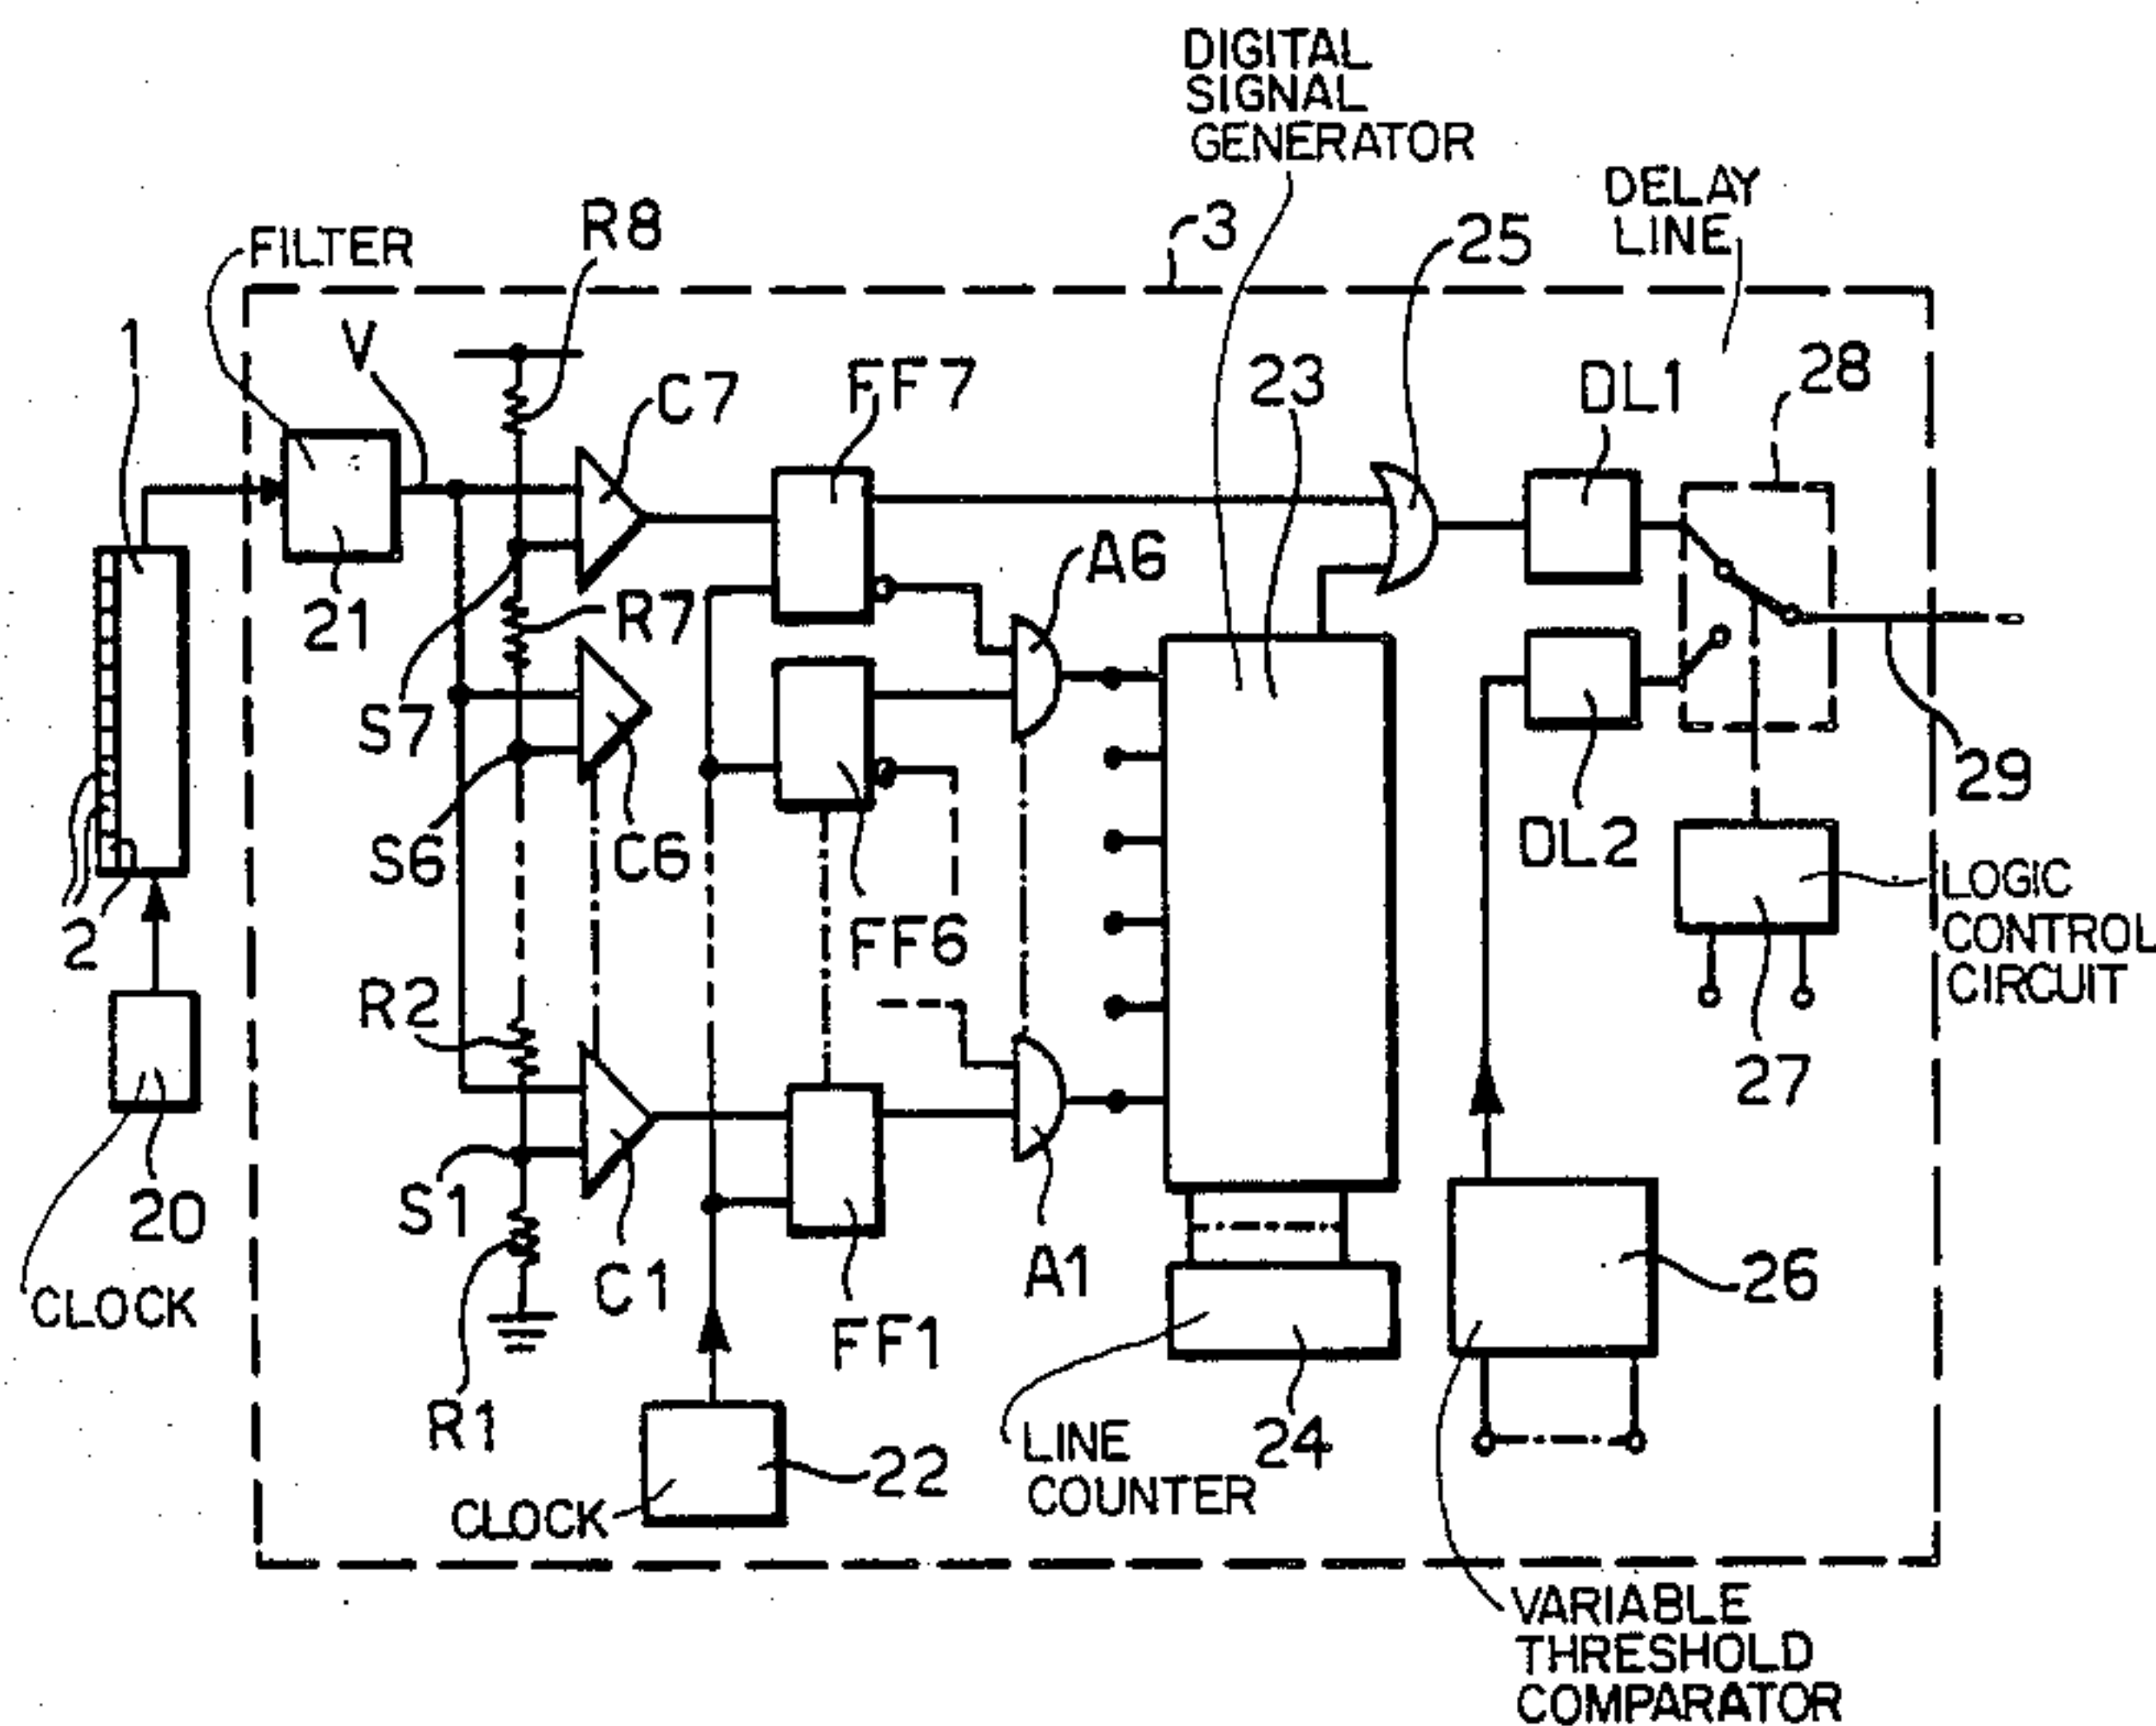 DIGITAL
SIGNAL
GENERATOR
DELAY
LINE
FILTER
R8
3
25
1
V
C7
FF7
23
DL1
28
21
R7
A6
S7
S6
C6
FF6
DL2
29
2
R2
LOGIC
CONTROL
CIRCUIT
27
20
S1
C1
FF1
A1
26
CLOCK
R1
22
CLOCK
LINE
COUNTER
24
VARIABLE
THRESHOLD
COMPARATOR